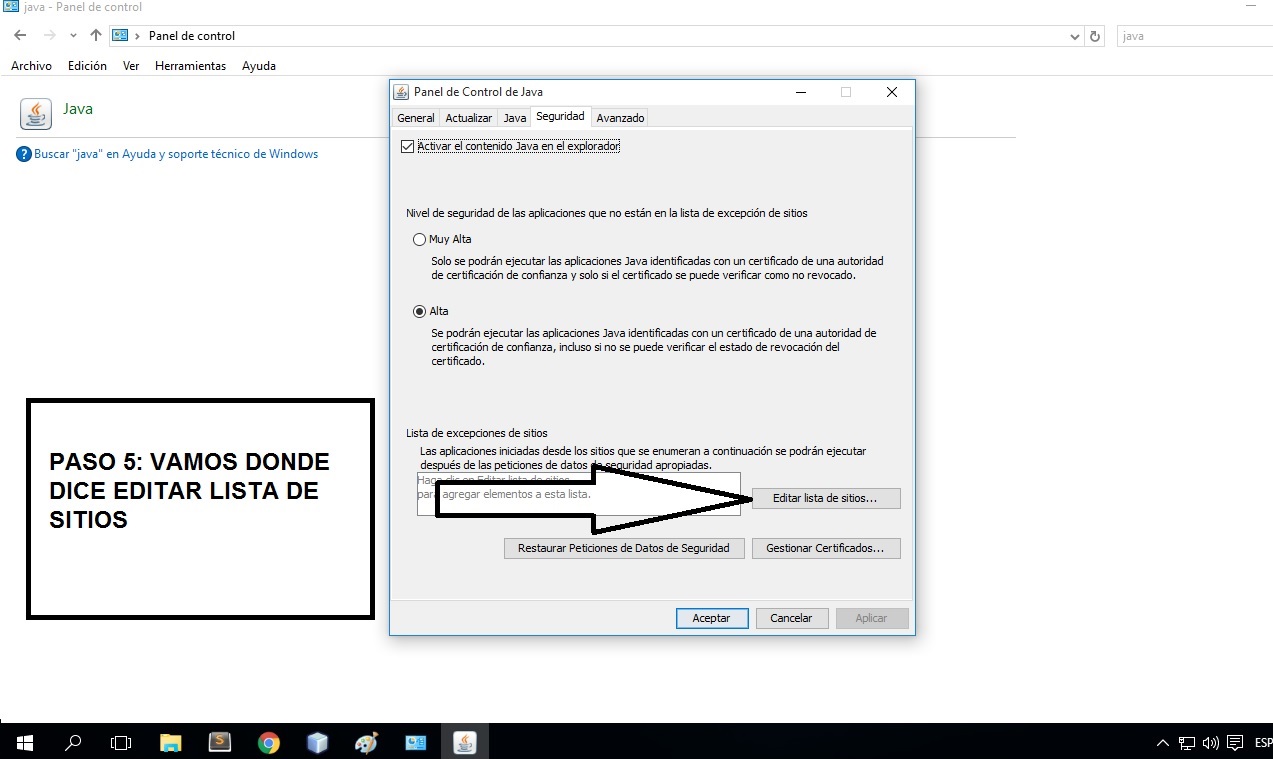 java - Panel de control
Panel de control
java
Archivo Edición Ver Herramientas Ayuda
Java
Buscar "java" en Ayuda y soporte técnico de Windows
PASO 5: VAMOS DONDE
DICE EDITAR LISTA DE
SITIOS
Panel de Control de Java
General Actualizar Java Seguridad Avanzado
Activar el contenido Java en el explorador
Nivel de seguridad de las aplicaciones que no están en la lista de excepción de sitios
Muy Alta
Solo se podrán ejecutar las aplicaciones Java identificadas con un certificado de una autoridad
de certificación de confianza y solo si el certificado se puede verificar como no revocado.
Alta
Se podrán ejecutar las aplicaciones Java identificadas con un certificado de una autoridad de
certificación de confianza, incluso si no se puede verificar el estado de revocación del
certificado.
Lista de excepciones de sitios
Las aplicaciones iniciadas desde los sitios que se enumeran a continuación se podrán ejecutar
después de las peticiones de datos de seguridad apropiadas.
Haga clic en Editar lista de sitios
para agregar elementos a esta lista.
Editar lista de sitios...
Restaurar Peticiones de Datos de Seguridad
Gestionar Certificados...
Aceptar Cancelar Aplicar
ESP